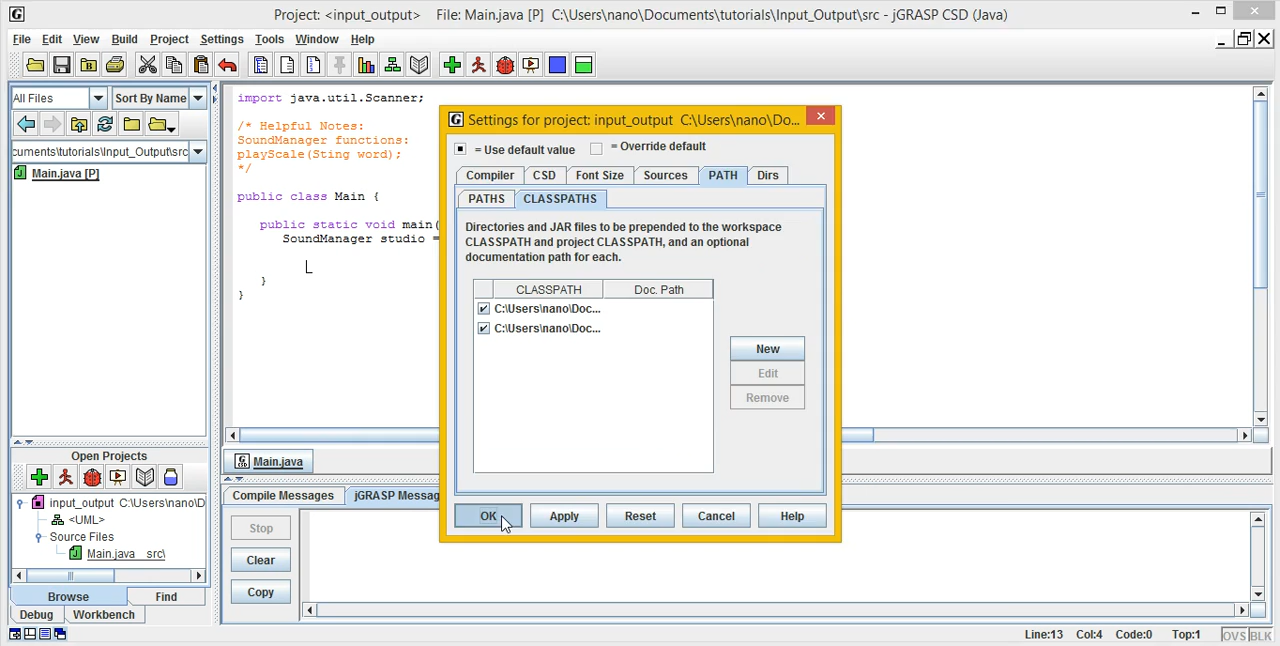 Project: <input_output>    File: Main.java [P]  C:\Users\nano\Documents\tutorials\Input_Output\src - jGRASP CSD (Java)
File Edit View Build Project Settings Tools Window Help
All Files Sort By Name
cuments\tutorials\Input_Output\src
Main.java [P]
import java.util.Scanner;
/* Helpful Notes:
SoundManager functions:
playScale(Sting word);
*/
public class Main {
public static void main(
SoundManager studio =
}
}
Settings for project: input_output  C:\Users\nano\Do...
= Use default value = Override default
Compiler CSD Font Size Sources PATH Dirs
PATHS CLASSPATHS
Directories and JAR files to be prepended to the workspace
CLASSPATH and project CLASSPATH, and an optional
documentation path for each.
CLASSPATH Doc. Path
C:\Users\nano\Doc...
C:\Users\nano\Doc...
New
Edit
Remove
OK Apply Reset Cancel Help
Main.java
Open Projects
input_output  C:\Users\nano\D
<UML>
Source Files
Main.java  src\
Browse Find
Debug Workbench
Compile Messages jGRASP Messag
Stop
Clear
Copy
Line:13 Col:4 Code:0 Top:1 OVS BLK